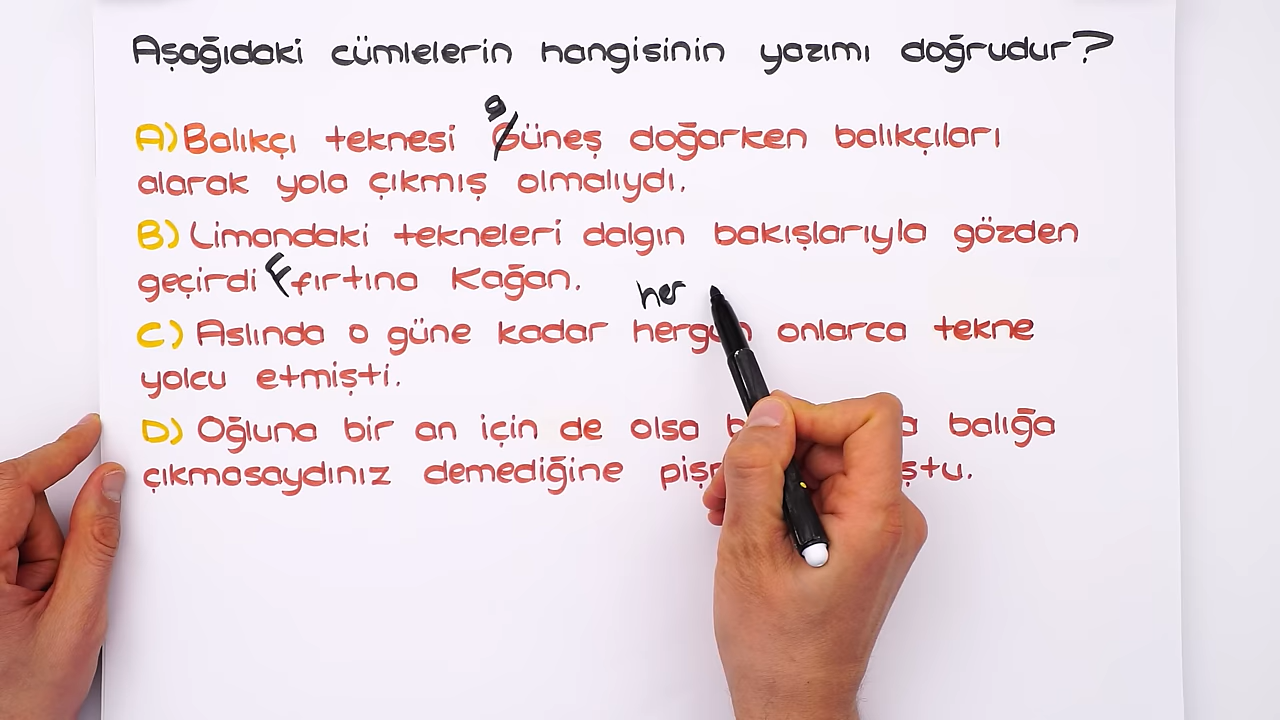 Aşağıdaki cümlelerin hangisinin yazımı doğrudur?
g
A) Balıkçı teknesi Güneş doğarken balıkçıları
alarak yola çıkmış olmalıydı.
B) Limandaki tekneleri dalgın bakışlarıyla gözden
geçirdi F fırtına Kağan.
her
C) Aslında o güne kadar hergün onlarca tekne
yolcu etmişti.
D) Oğluna bir an için de olsa balığa
çıkmasaydınız demediğine